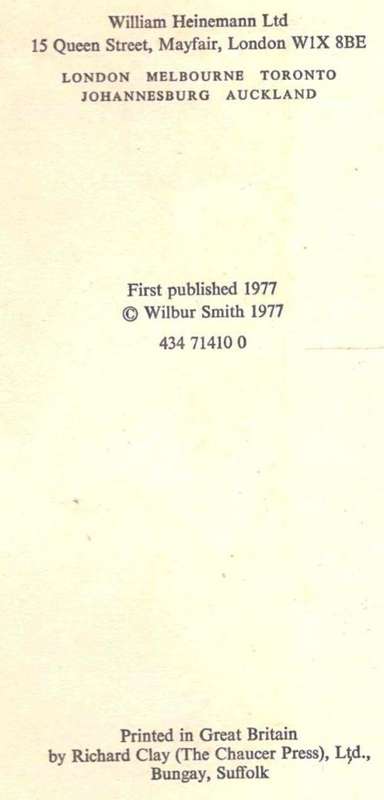 William Heinemann Ltd
15 Queen Street, Mayfair, London W1X 8BE
LONDON MELBOURNE TORONTO
JOHANNESBURG AUCKLAND
First published 1977
© Wilbur Smith 1977
434 71410 0
Printed in Great Britain
by Richard Clay (The Chaucer Press), Ltd.,
Bungay, Suffolk